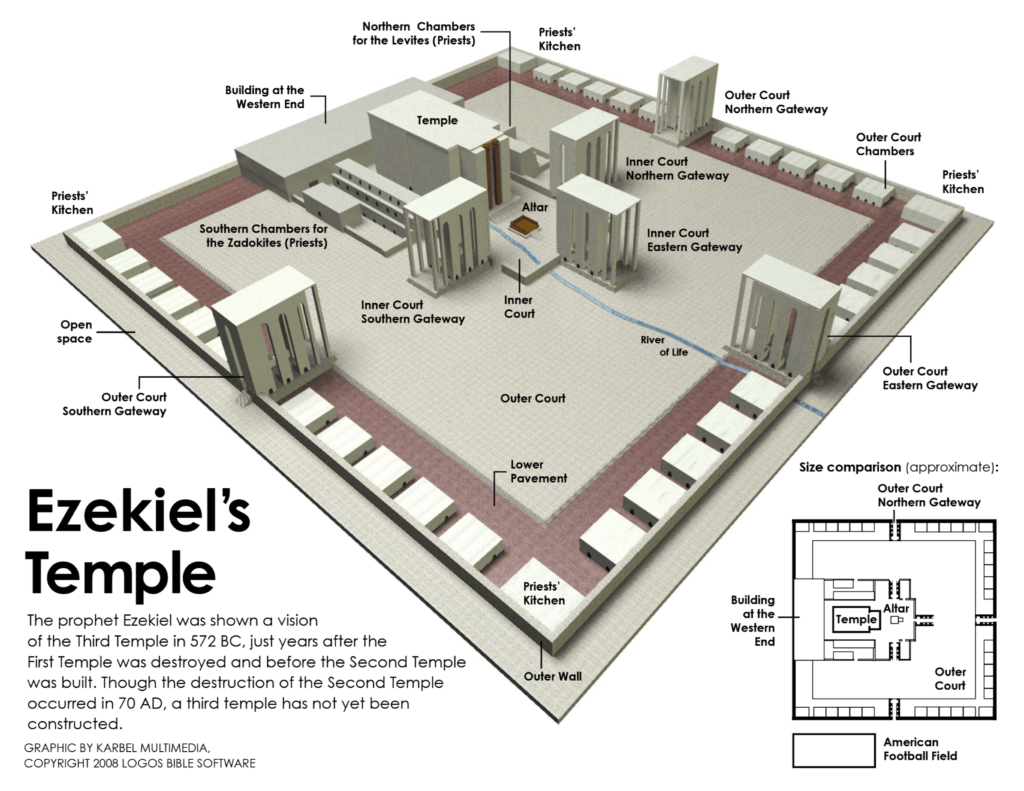 Northern Chambers
for the Levites (Priests)
Priests'
Kitchen
Building at the
Western End
Temple
Outer Court
Northern Gateway
Outer Court
Chambers
Inner Court
Northern Gateway
Priests'
Kitchen
Priests'
Kitchen
Altar
Southern Chambers for
the Zadokites (Priests)
Inner Court
Eastern Gateway
Inner Court
Southern Gateway
Inner
Court
Open
space
River
of Life
Outer Court
Eastern Gateway
Outer Court
Southern Gateway
Outer Court
Lower
Pavement
Priests'
Kitchen
Outer Wall
Ezekiel's
Temple
The prophet Ezekiel was shown a vision
of the Third Temple in 572 BC, just years after the
First Temple was destroyed and before the Second Temple
was built. Though the destruction of the Second Temple
occurred in 70 AD, a third temple has not yet been
constructed.
GRAPHIC BY KARBEL MULTIMEDIA,
COPYRIGHT 2008 LOGOS BIBLE SOFTWARE
Size comparison (approximate):
Outer Court
Northern Gateway
Building
at the
Western
End
Temple
Altar
Outer
Court
American
Football Field